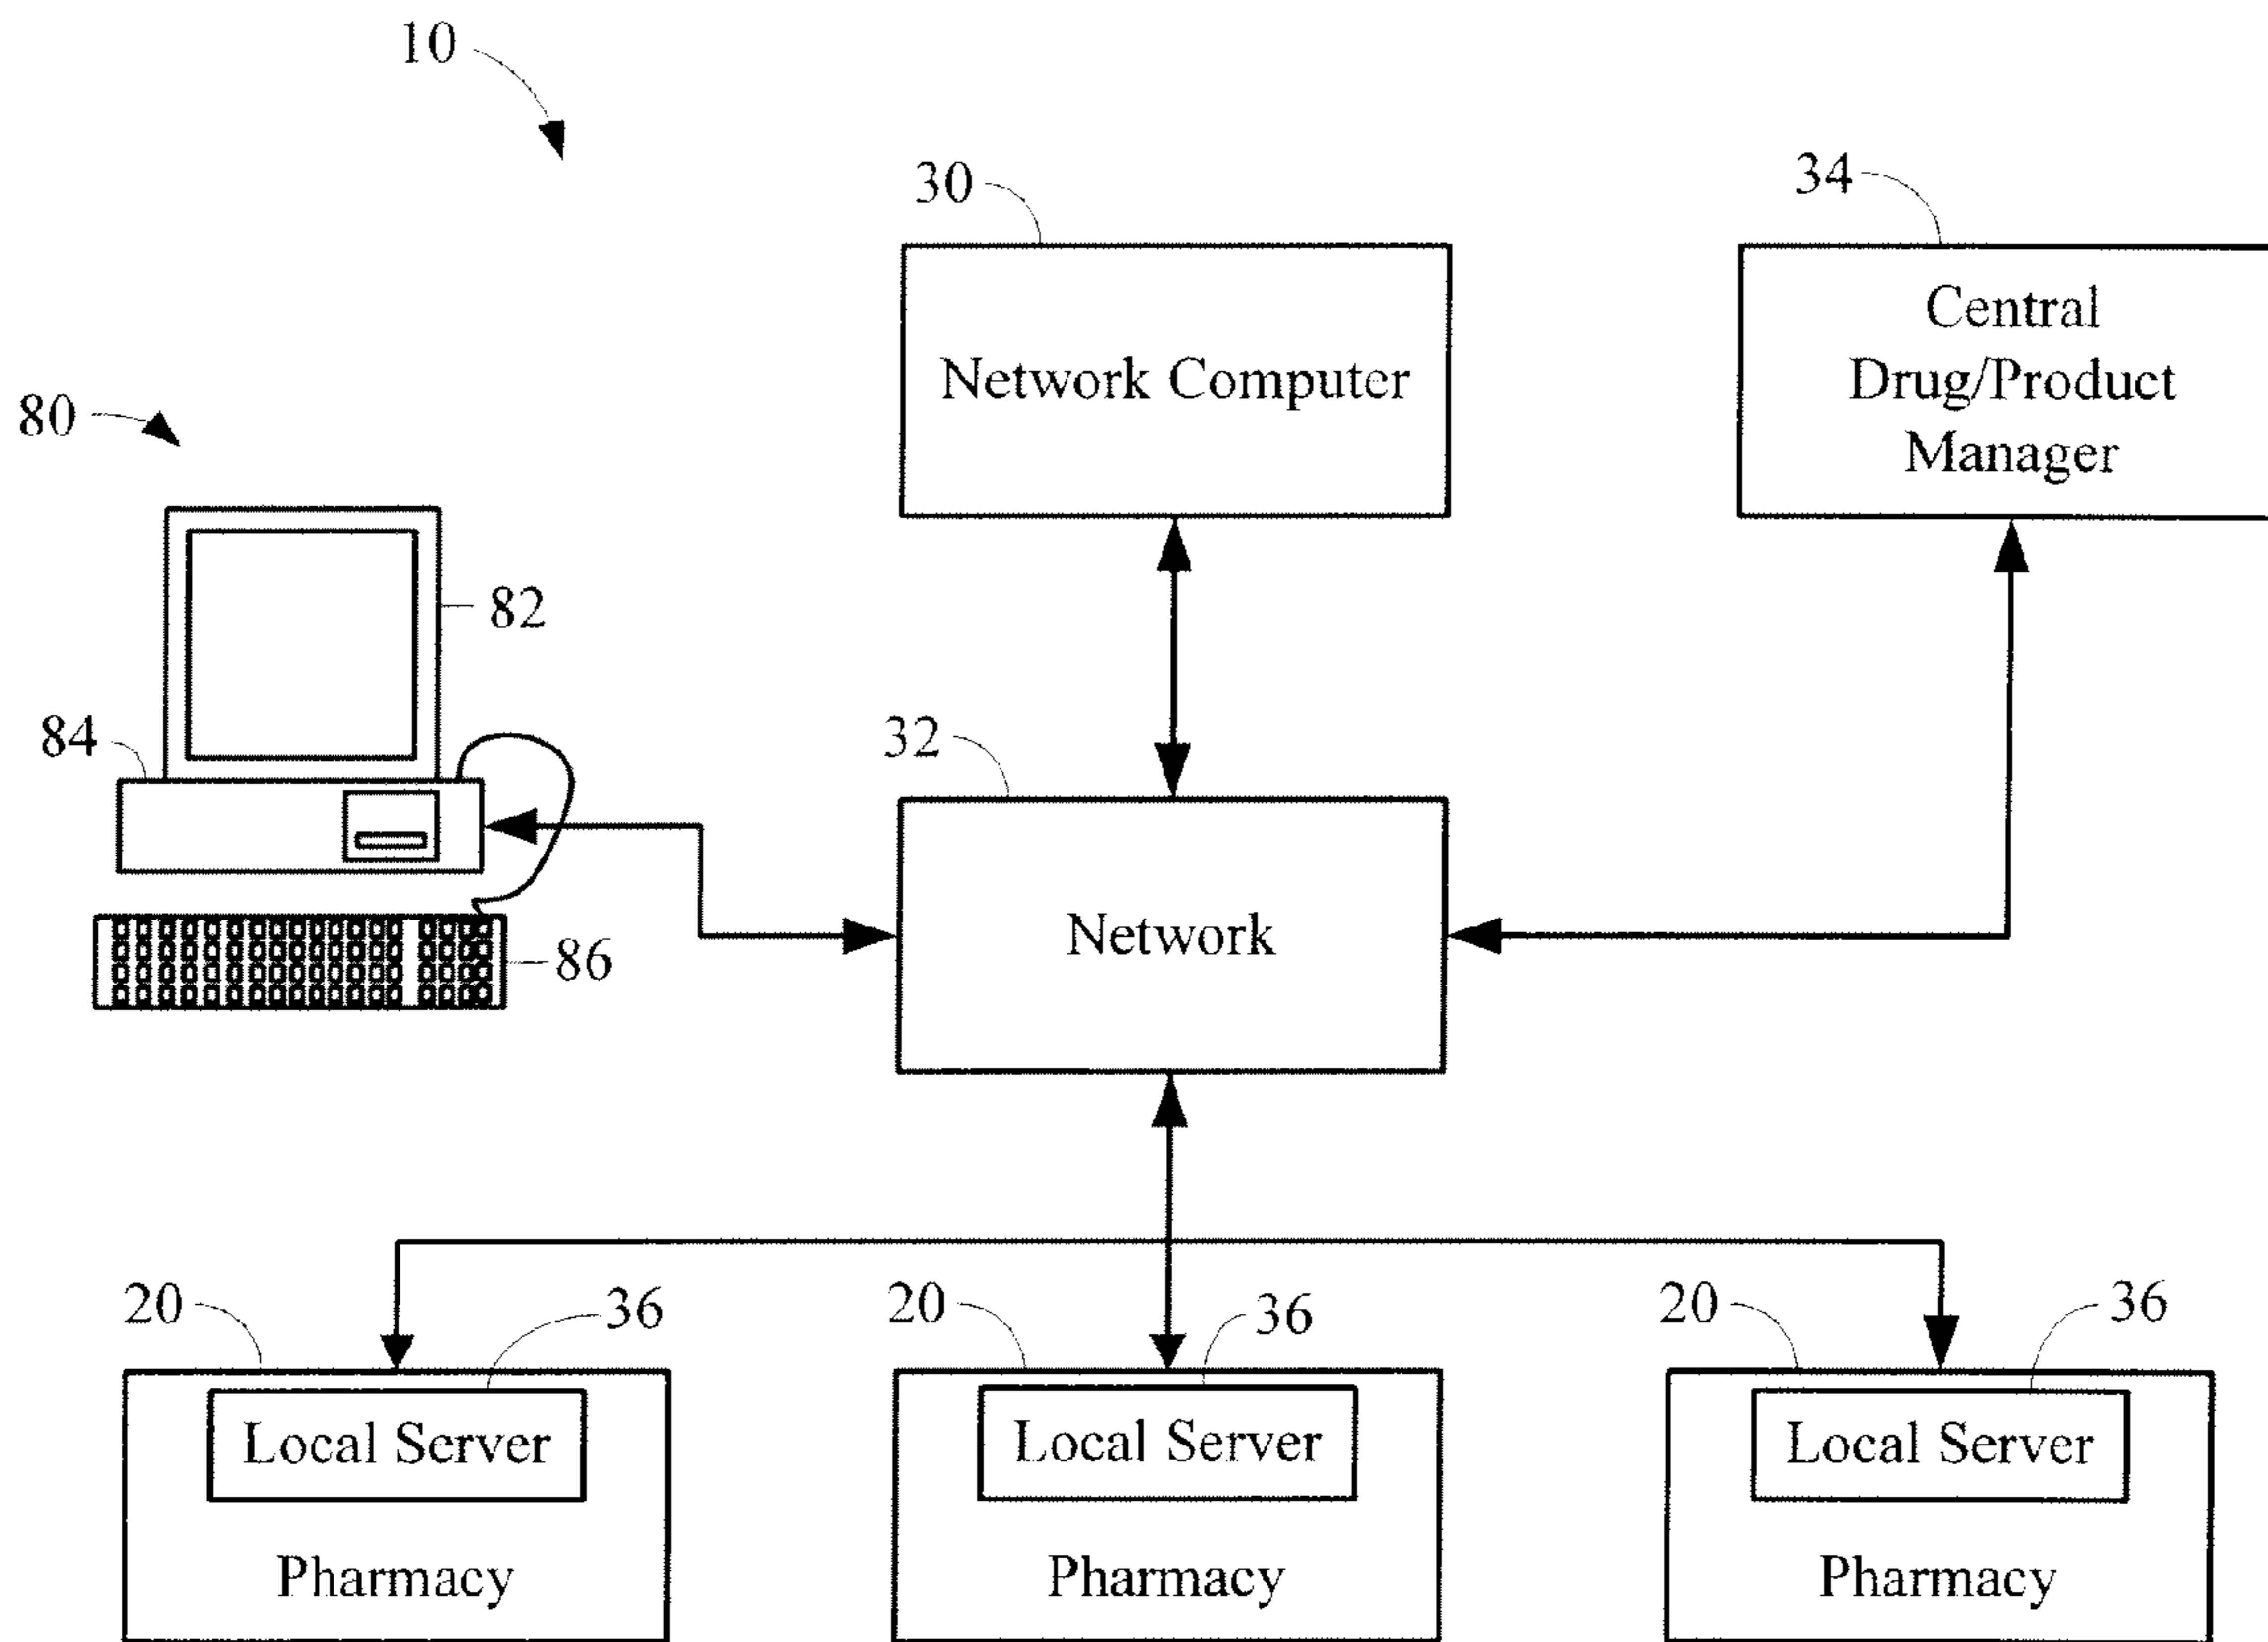 10
30
34
Network Computer
Central
Drug/Product
Manager
80
82
84
32
Network
86
20
36
20
36
20
36
Local Server
Local Server
Local Server
Pharmacy
Pharmacy
Pharmacy